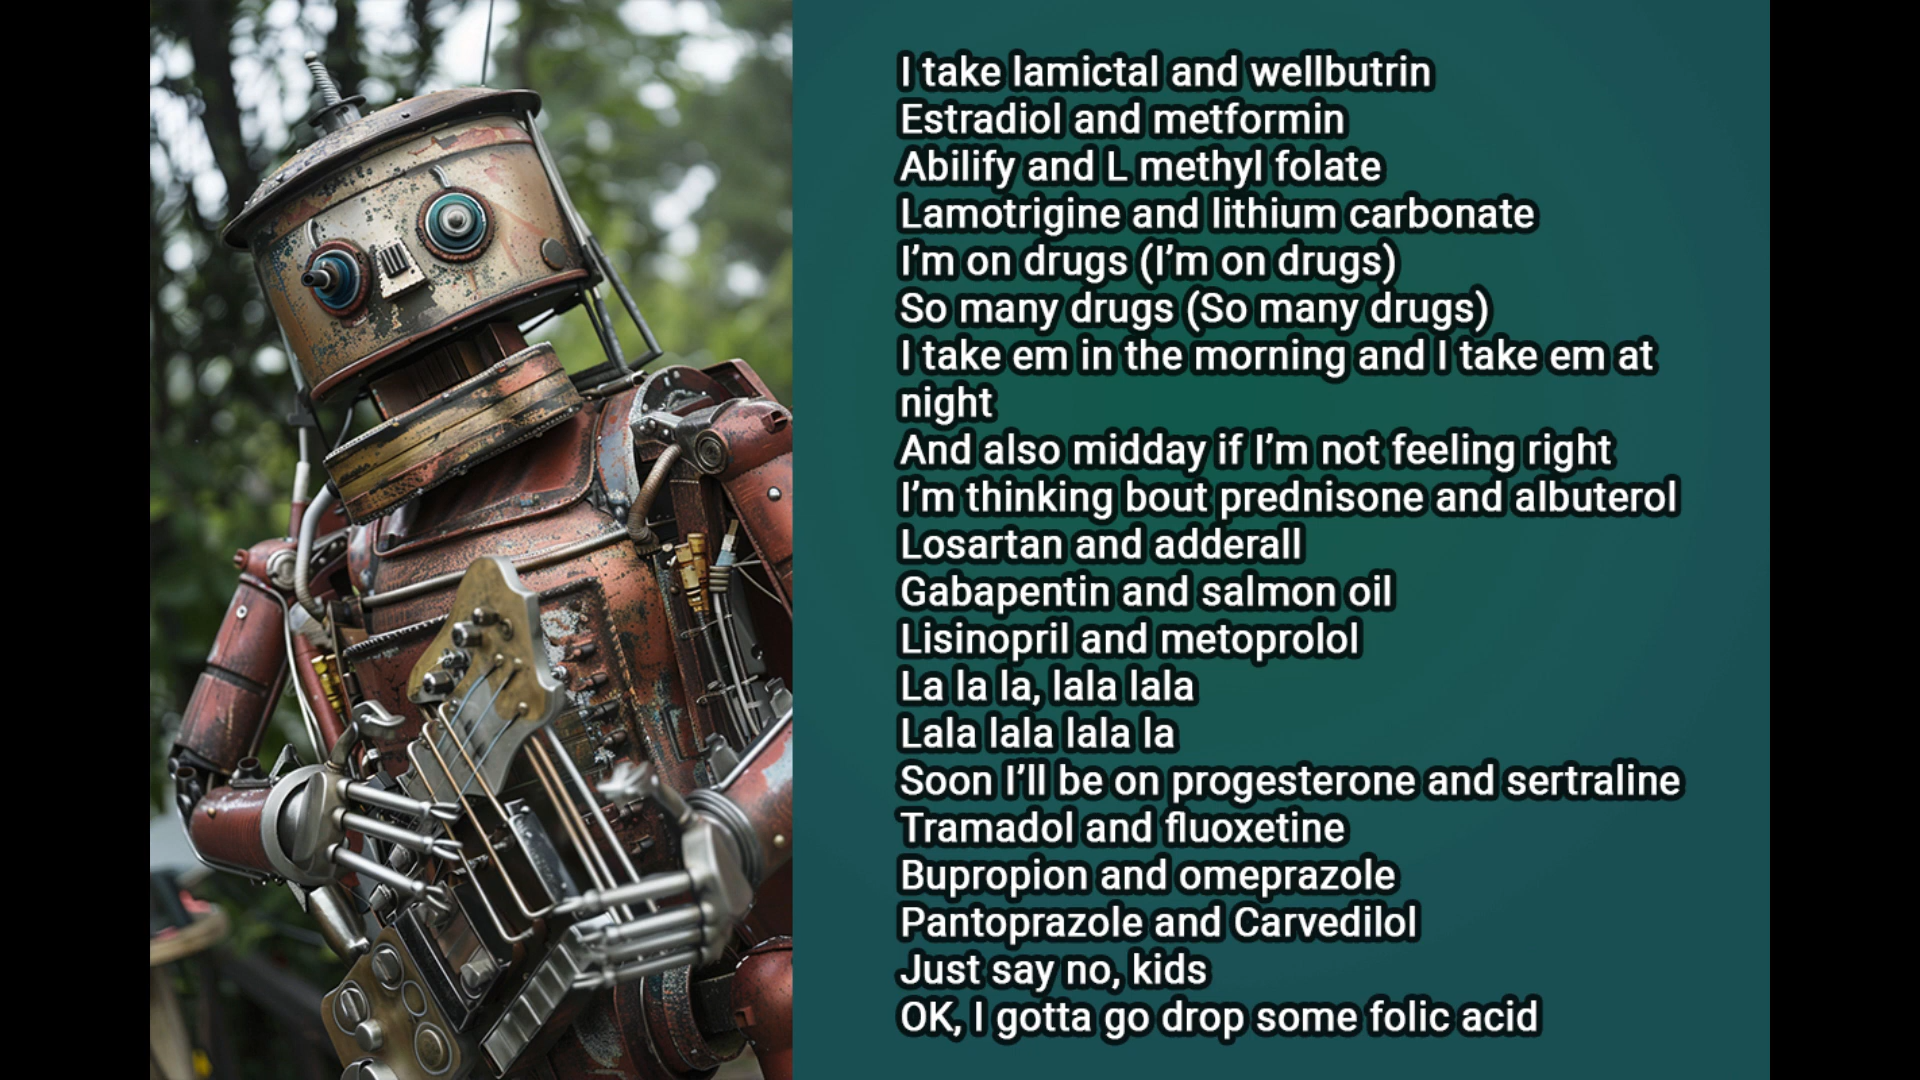 I take lamictal and wellbutrin
Estradiol and metformin
Abilify and L methyl folate
Lamotrigine and lithium carbonate
I’m on drugs (I’m on drugs)
So many drugs (So many drugs)
I take em in the morning and I take em at
night
And also midday if I’m not feeling right
I’m thinking bout prednisone and albuterol
Losartan and adderall
Gabapentin and salmon oil
Lisinopril and metoprolol
La la la, lala lala
Lala lala lala la
Soon I’ll be on progesterone and sertraline
Tramadol and fluoxetine
Bupropion and omeprazole
Pantoprazole and Carvedilol
Just say no, kids
OK, I gotta go drop some folic acid